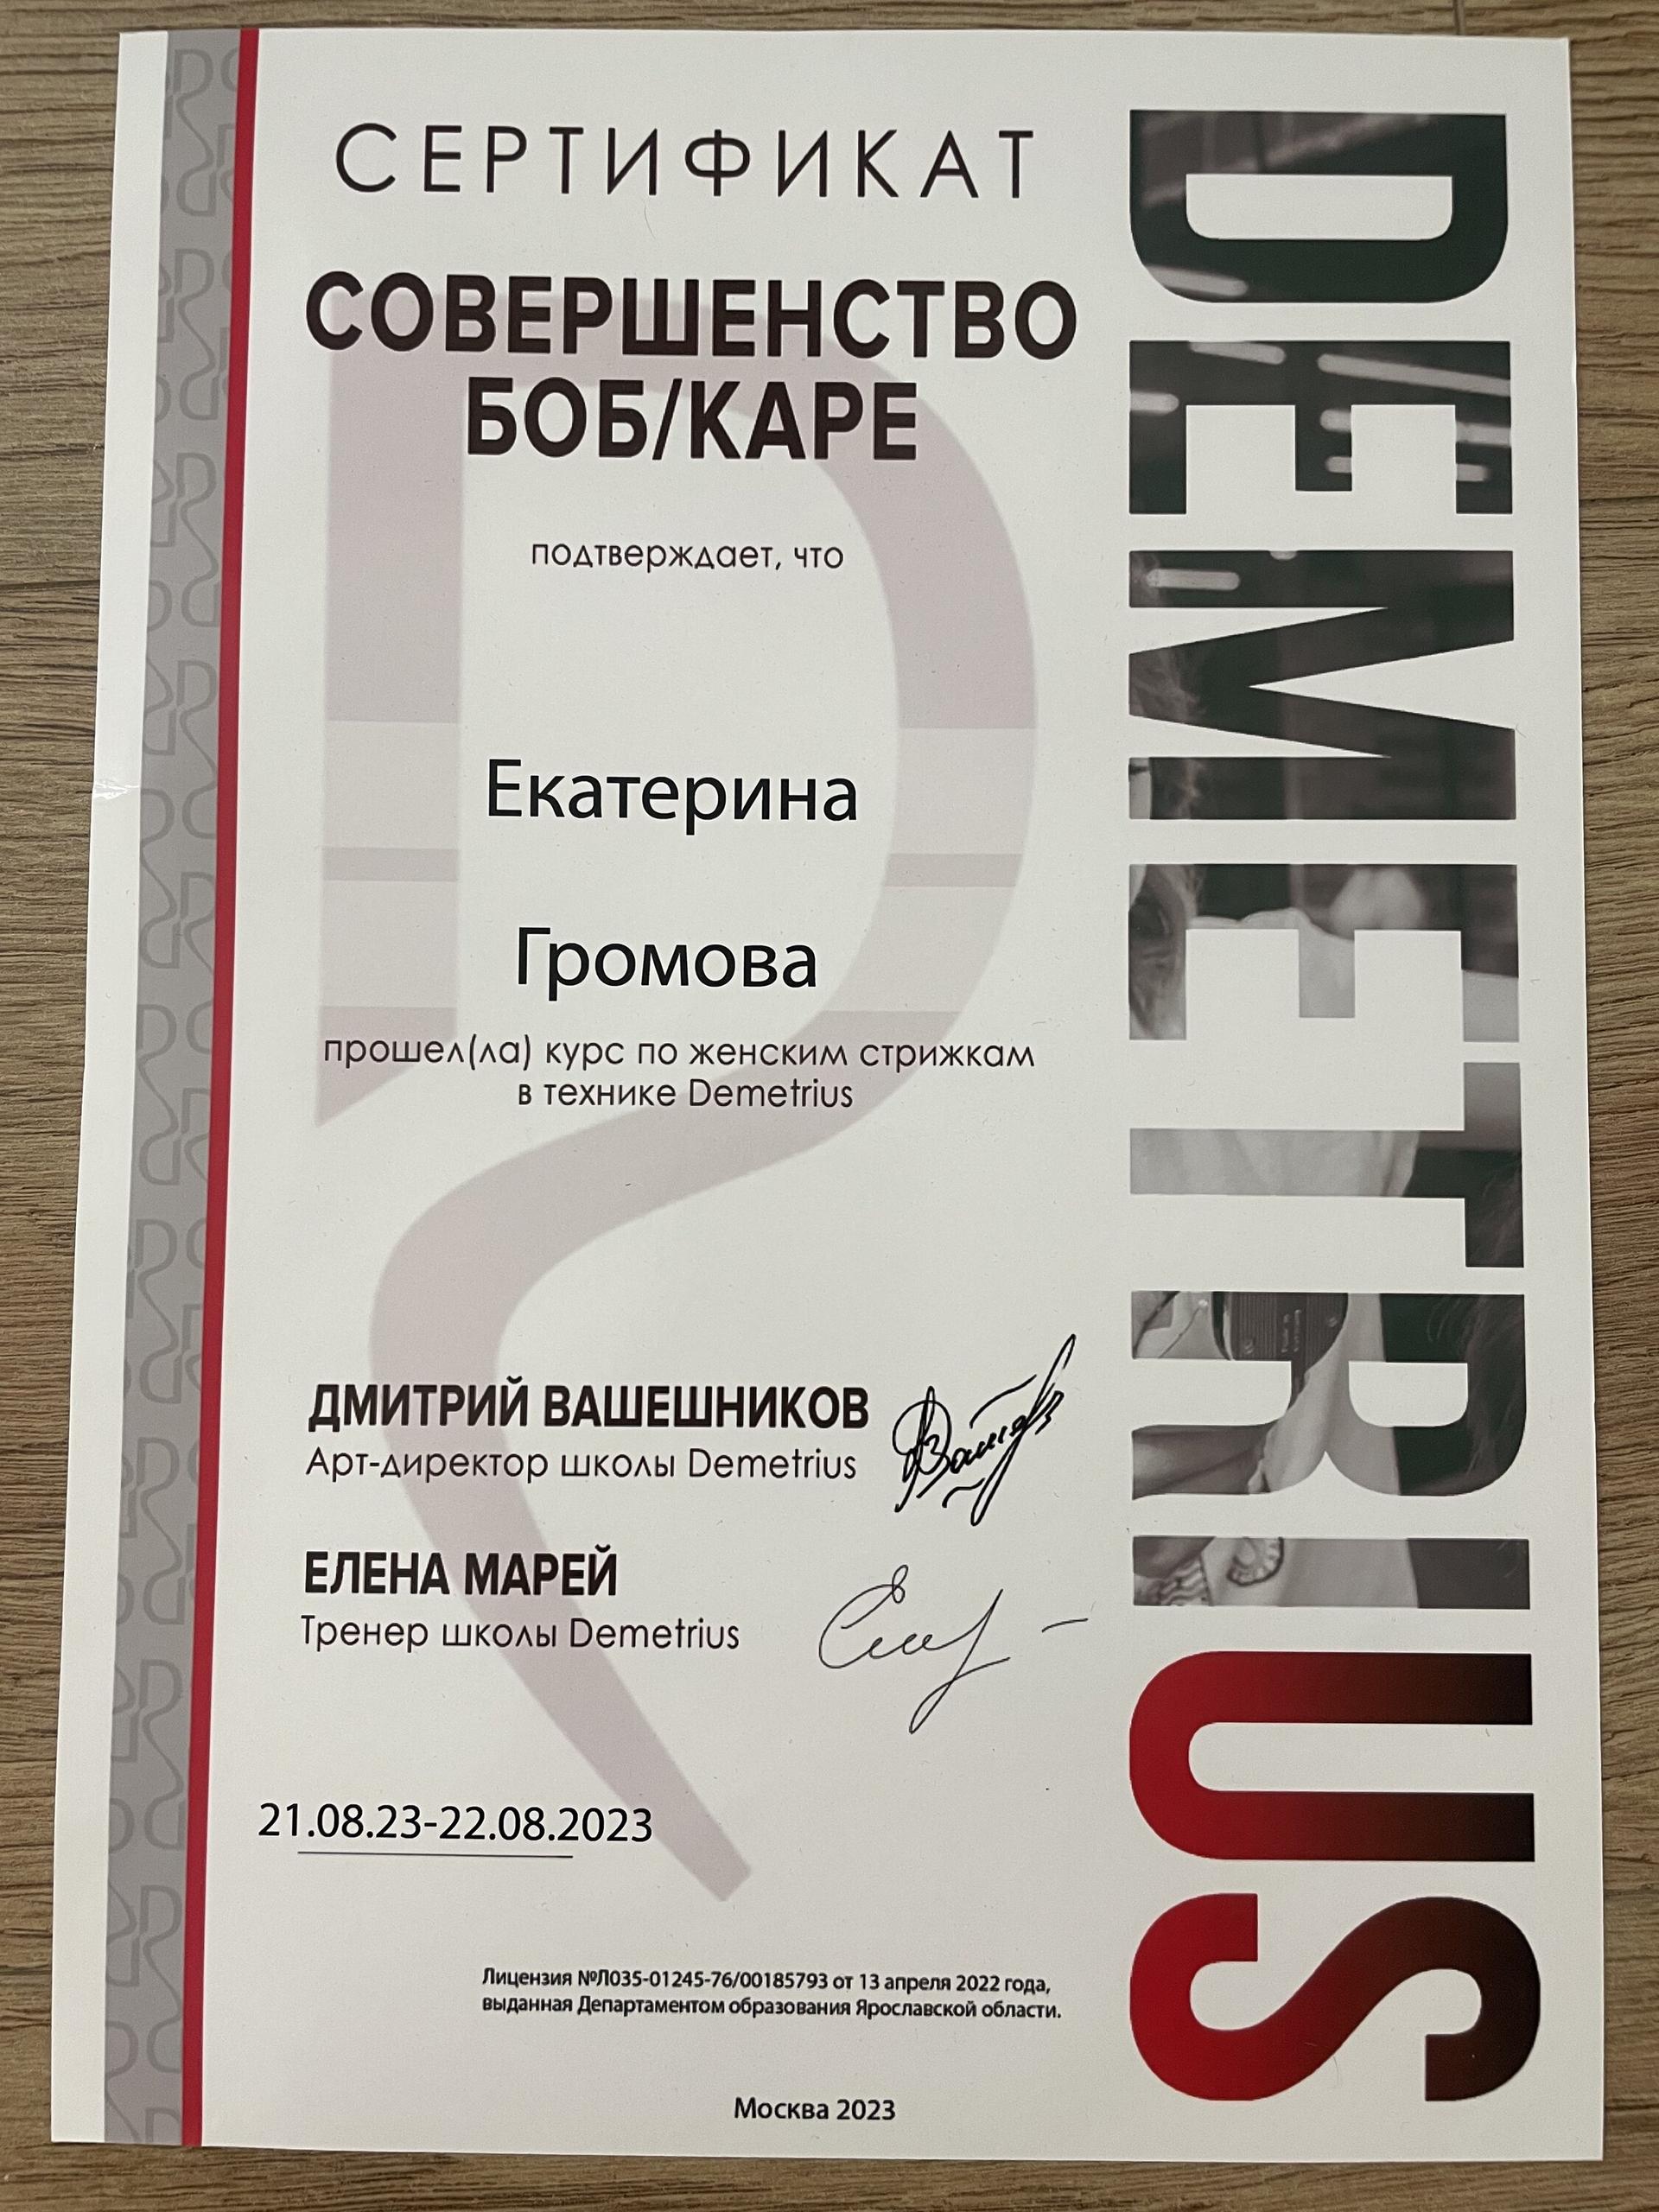 СЕРТИФИКАТ
СОВЕРШЕНСТВО
БОБ/КАРЕ
подтверждает, что
Екатерина
Громова
прошел(ла) курс по женским стрижкам
в технике Demetrius
ДМИТРИЙ ВАШЕШНИКОВ
Арт-директор школы Demetrius
ЕЛЕНА МАРЕЙ
Тренер школы Demetrius
21.08.23-22.08.2023
Лицензия №Л035-01245-76/00185793 от 13 апреля 2022 года,
выданная Департаментом образования Ярославской области.
Москва 2023
DEMETRIUS